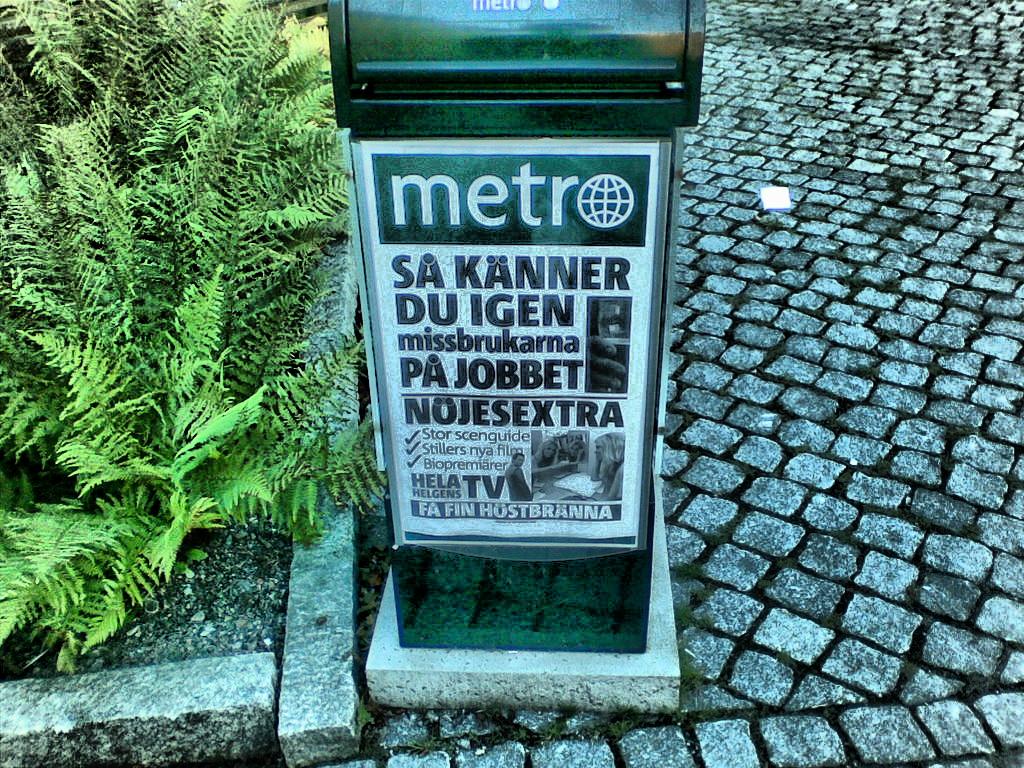 metro
metro
SÅ KÄNNER
DU IGEN
missbrukarna
PÅ JOBBET
NÖJESEXTRA
Stor scenguide
Stillers nya film
Biopremiärer
HELA
HELGENS TV
FÅ FIN HÖSTBRÄNNA